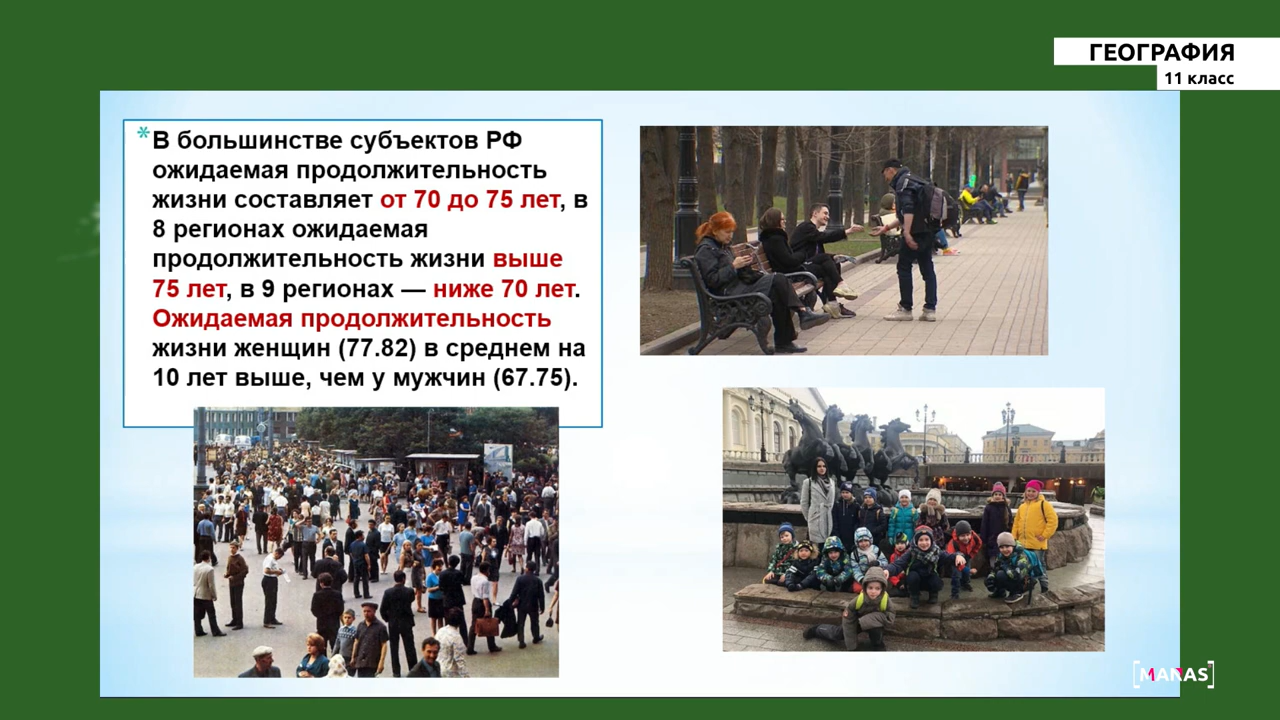 ГЕОГРАФИЯ
11 класс
*В большинстве субъектов РФ
ожидаемая продолжительность
жизни составляет от 70 до 75 лет, в
8 регионах ожидаемая
продолжительность жизни выше
75 лет, в 9 регионах — ниже 70 лет.
Ожидаемая продолжительность
жизни женщин (77.82) в среднем на
10 лет выше, чем у мужчин (67.75).
[MANAS]